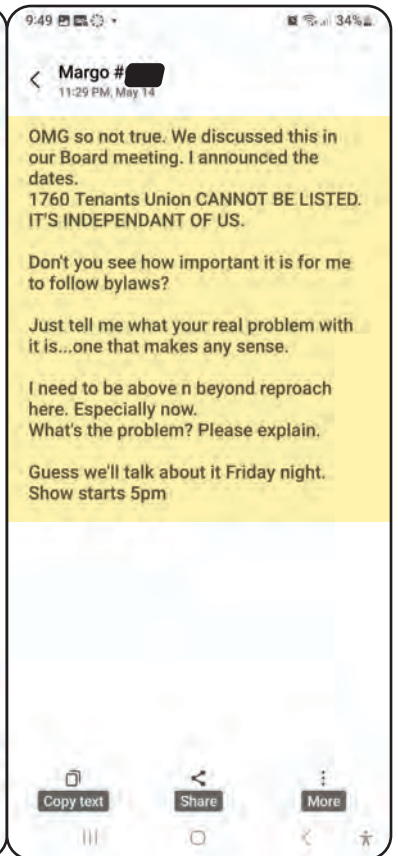 9:49
34%
Margo #
11:29 PM, May 14
OMG so not true. We discussed this in
our Board meeting. I announced the
dates.
1760 Tenants Union CANNOT BE LISTED.
IT'S INDEPENDANT OF US.
Don't you see how important it is for me
to follow bylaws?
Just tell me what your real problem with
it is...one that makes any sense.
I need to be above n beyond reproach
here. Especially now.
What's the problem? Please explain.
Guess we'll talk about it Friday night.
Show starts 5pm
Copy text
Share
More